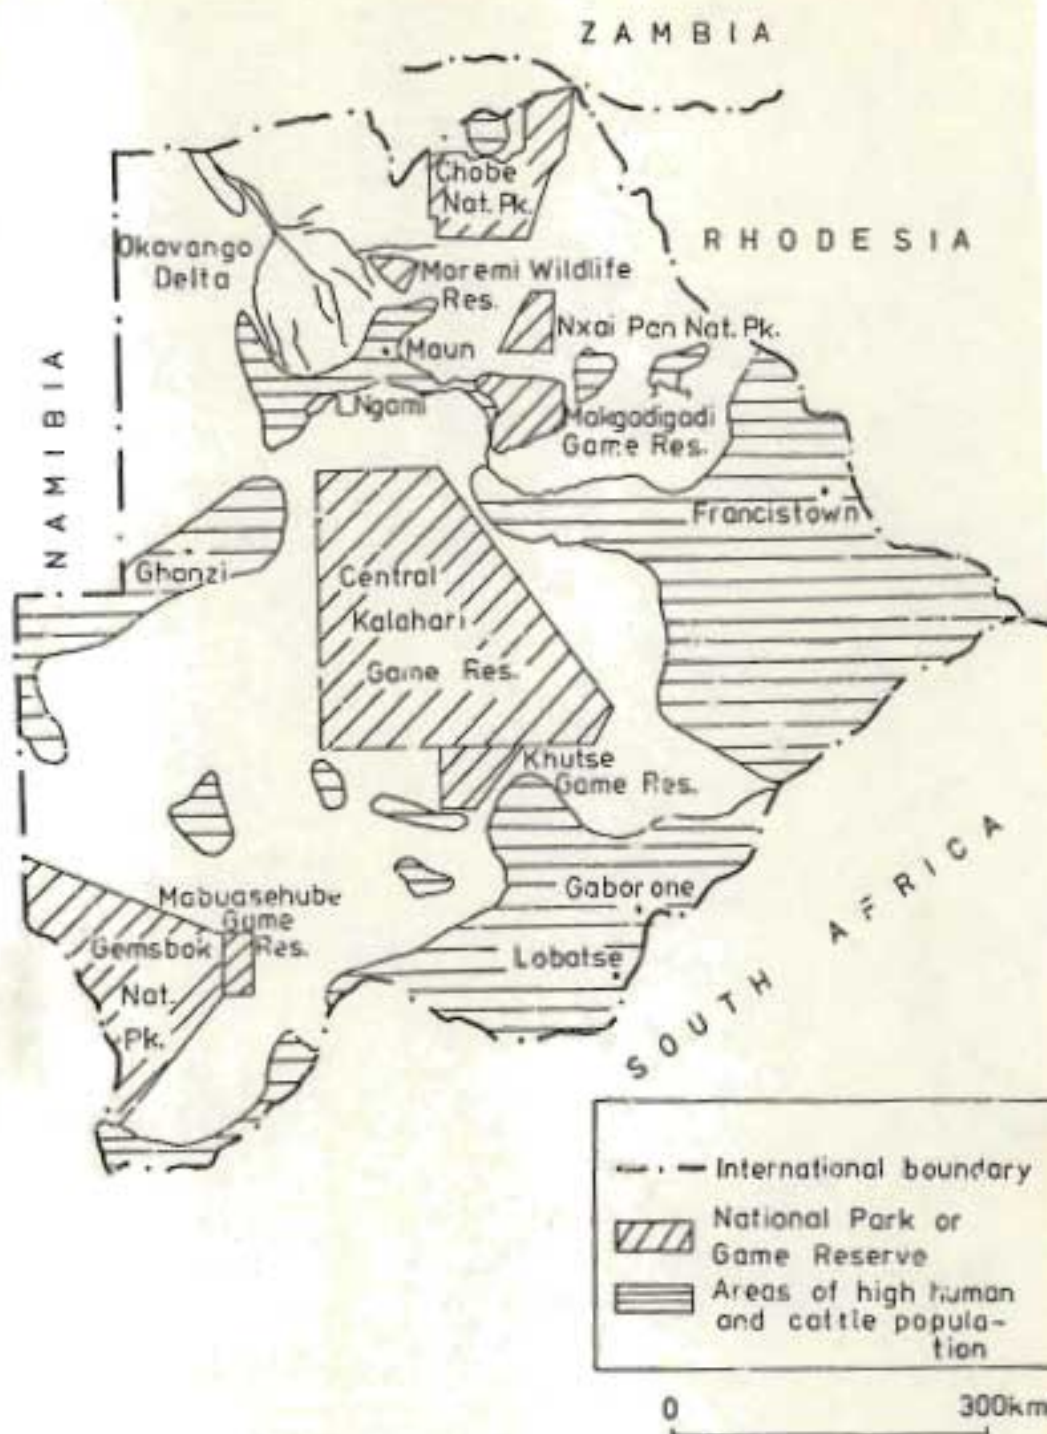 ZAMBIA
Chobe
Nat. Pk.
RHODESIA
Okavango
Delta
Moremi Wildlife
Res.
Nxai Pan Nat. Pk.
Maun
NAMIBIA
L.Ngami
Makgadigadi
Game Res.
Francistown
Ghanzi
Central
Kalahari
Game Res.
Khutse
Game Res.
Mabuasehube
Game
Res.
Gaborone
Gemsbok
Nat.
Pk.
Lobatse
SOUTH AFRICA
International boundary
National Park or
Game Reserve
Areas of high human
and cattle popula-
tion
0 300km